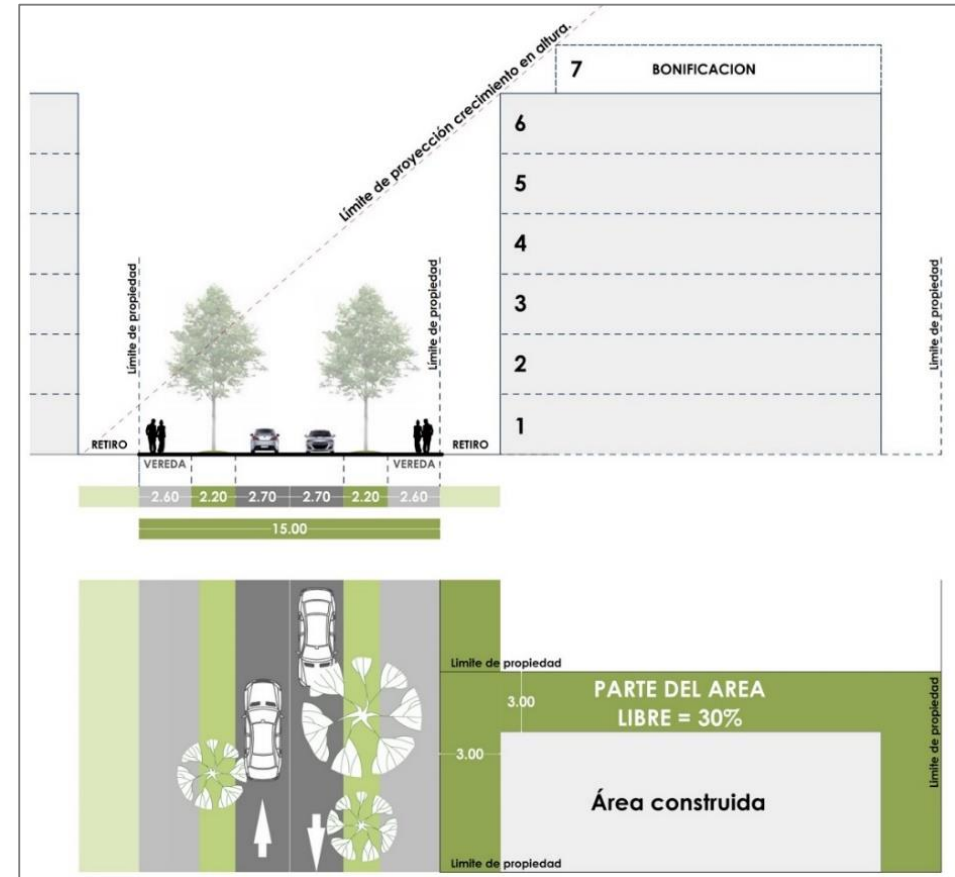 Límite de proyección crecimiento en altura.
7 BONIFICACION
6
5
4
3
2
1
Límite de propiedad
Límite de propiedad
Límite de propiedad
RETIRO
RETIRO
VEREDA
VEREDA
2.60 2.20 2.70 2.70 2.20 2.60
15.00
Limite de propiedad
3.00
PARTE DEL AREA
LIBRE = 30%
Limite de propiedad
3.00
Área construida
Limite de propiedad